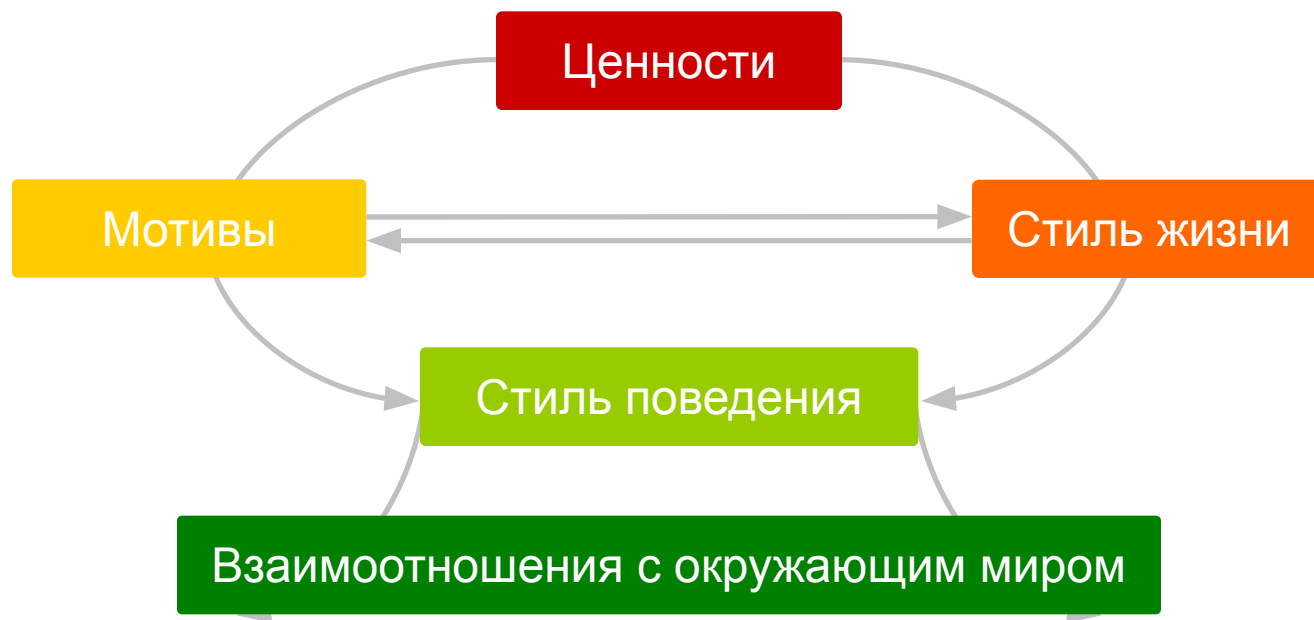 Ценности
Мотивы
Стиль жизни
Стиль поведения
Взаимоотношения с окружающим миром